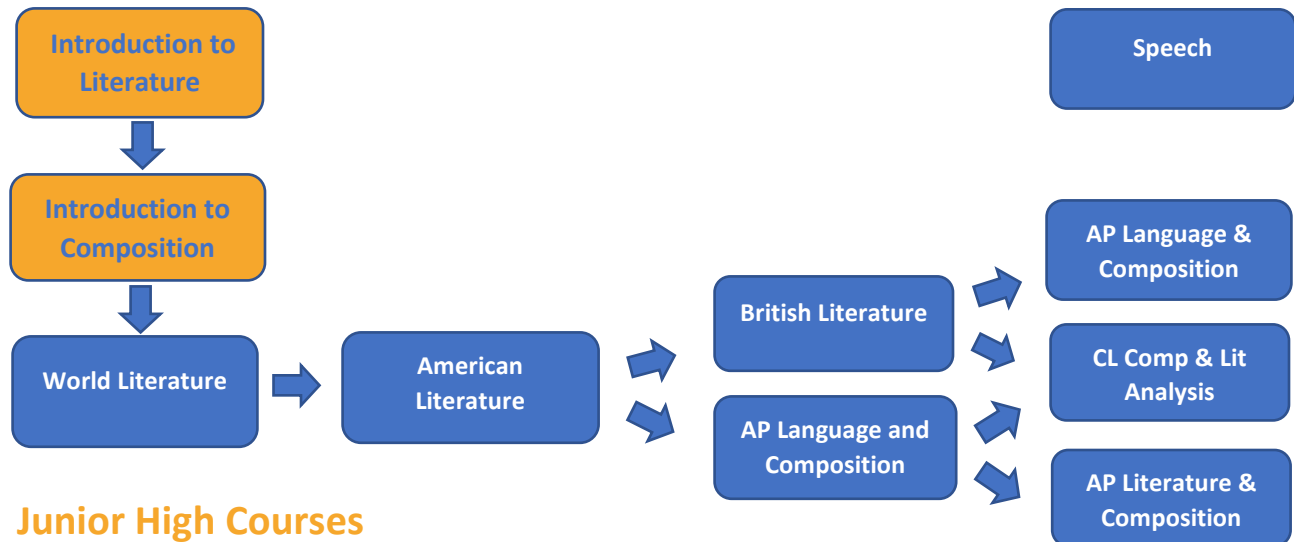 Introduction to
Literature
Speech
Introduction to
Composition
AP Language &
Composition
British Literature
World Literature
American
Literature
CL Comp & Lit
Analysis
AP Language and
Composition
AP Literature &
Composition
Junior High Courses